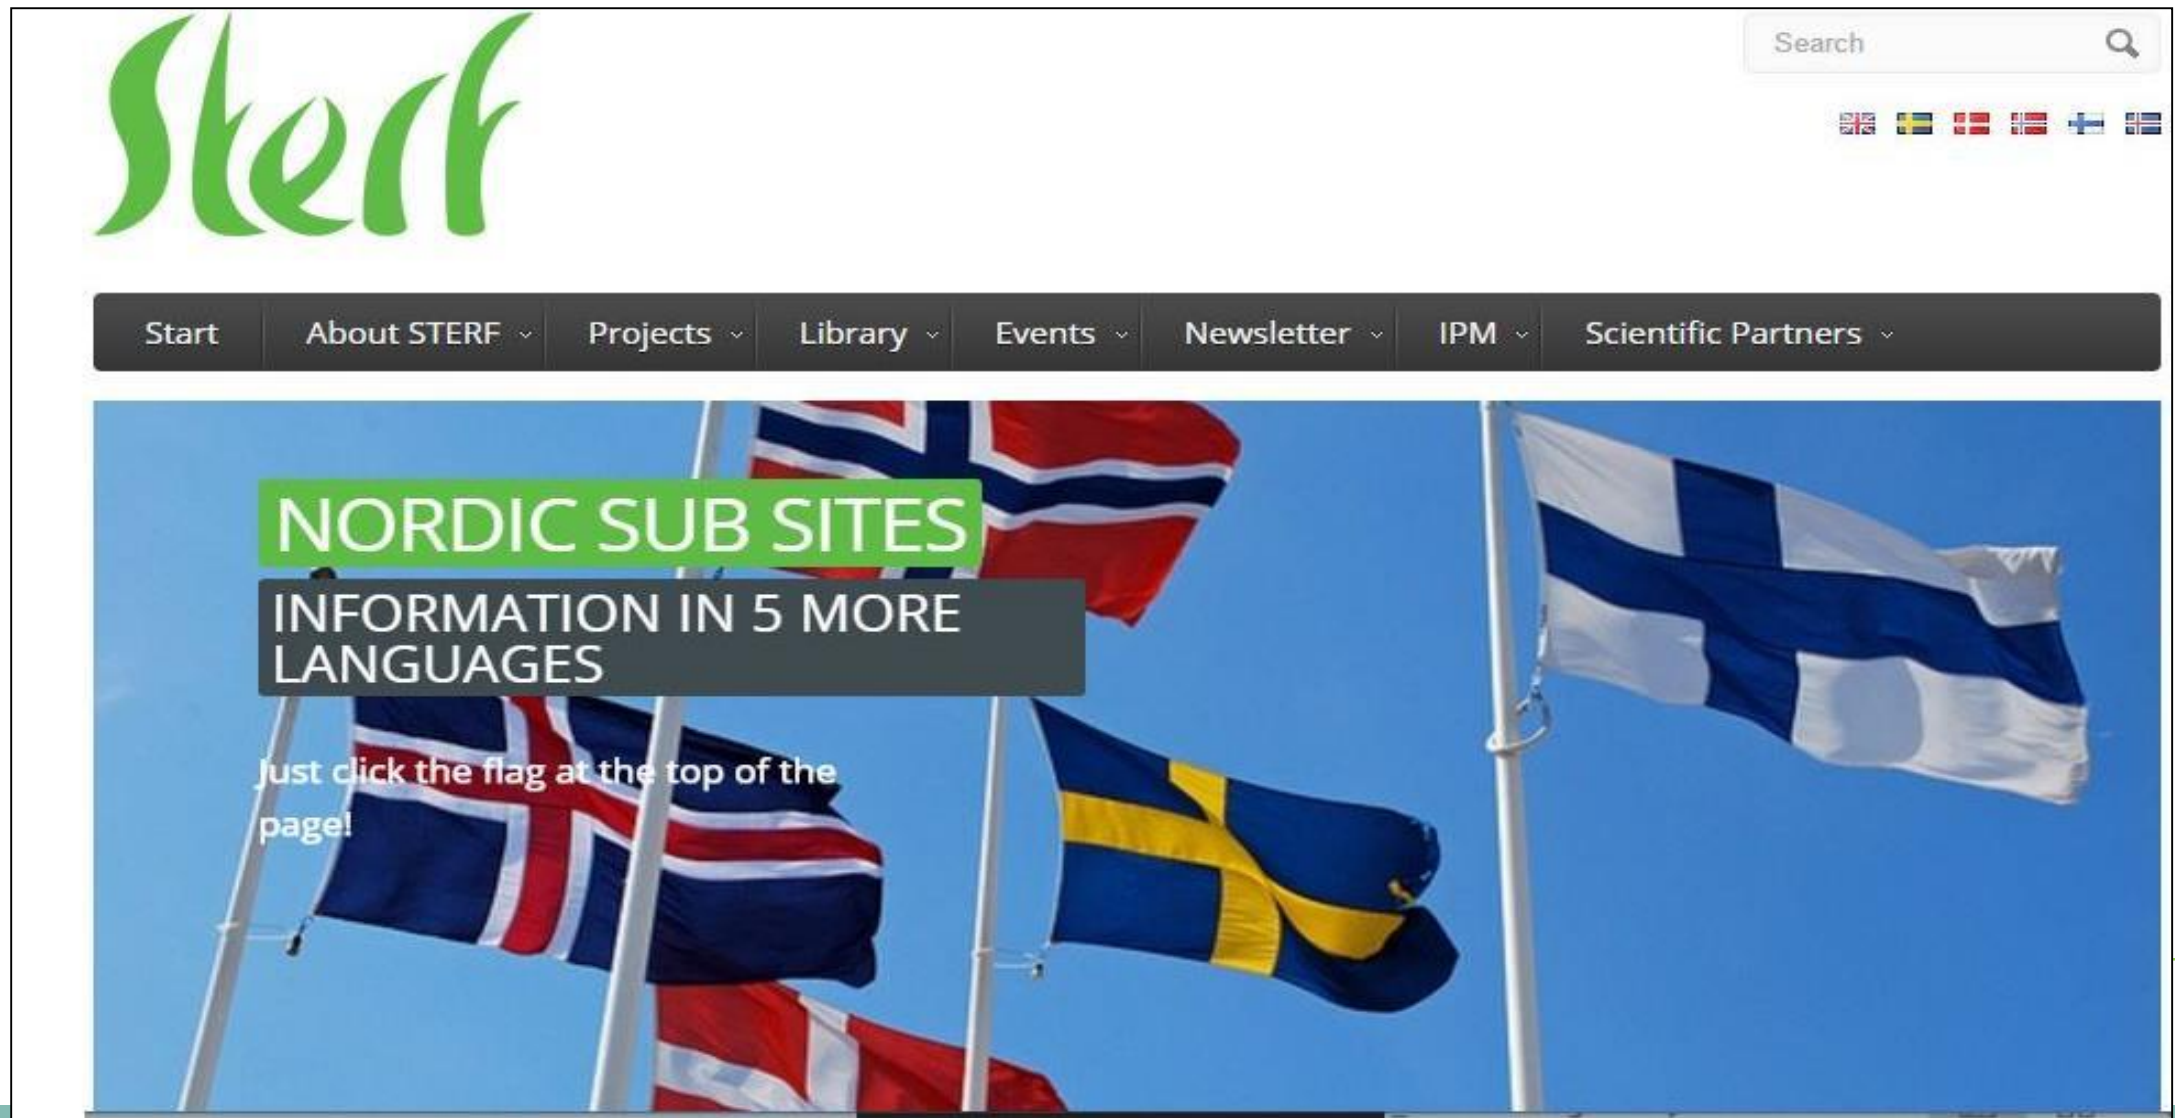 Sterf
Search
Start About STERF Projects Library Events Newsletter IPM Scientific Partners
NORDIC SUB SITES
INFORMATION IN 5 MORE
LANGUAGES
Just click the flag at the top of the
page!